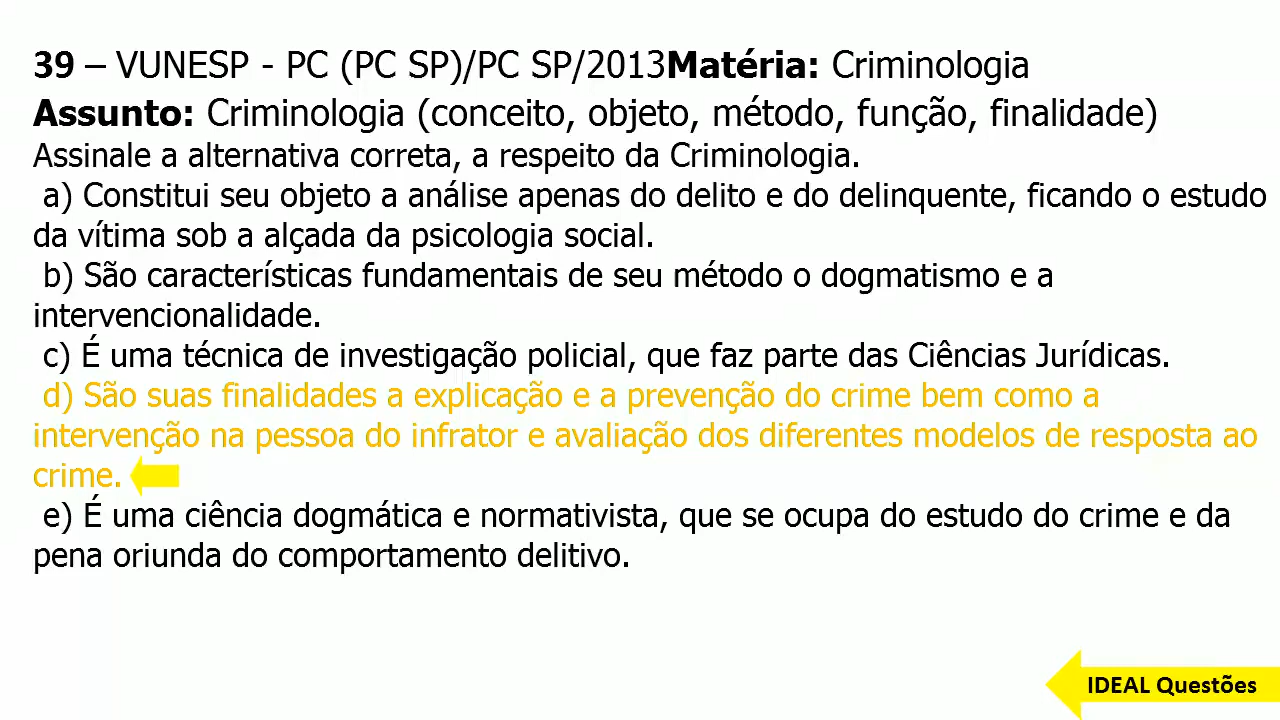 39 – VUNESP - PC (PC SP)/PC SP/2013Matéria: Criminologia
Assunto: Criminologia (conceito, objeto, método, função, finalidade)
Assinale a alternativa correta, a respeito da Criminologia.
a) Constitui seu objeto a análise apenas do delito e do delinquente, ficando o estudo
da vítima sob a alçada da psicologia social.
b) São características fundamentais de seu método o dogmatismo e a
intervencionalidade.
c) É uma técnica de investigação policial, que faz parte das Ciências Jurídicas.
d) São suas finalidades a explicação e a prevenção do crime bem como a
intervenção na pessoa do infrator e avaliação dos diferentes modelos de resposta ao
crime.
e) É uma ciência dogmática e normativista, que se ocupa do estudo do crime e da
pena oriunda do comportamento delitivo.
IDEAL Questões